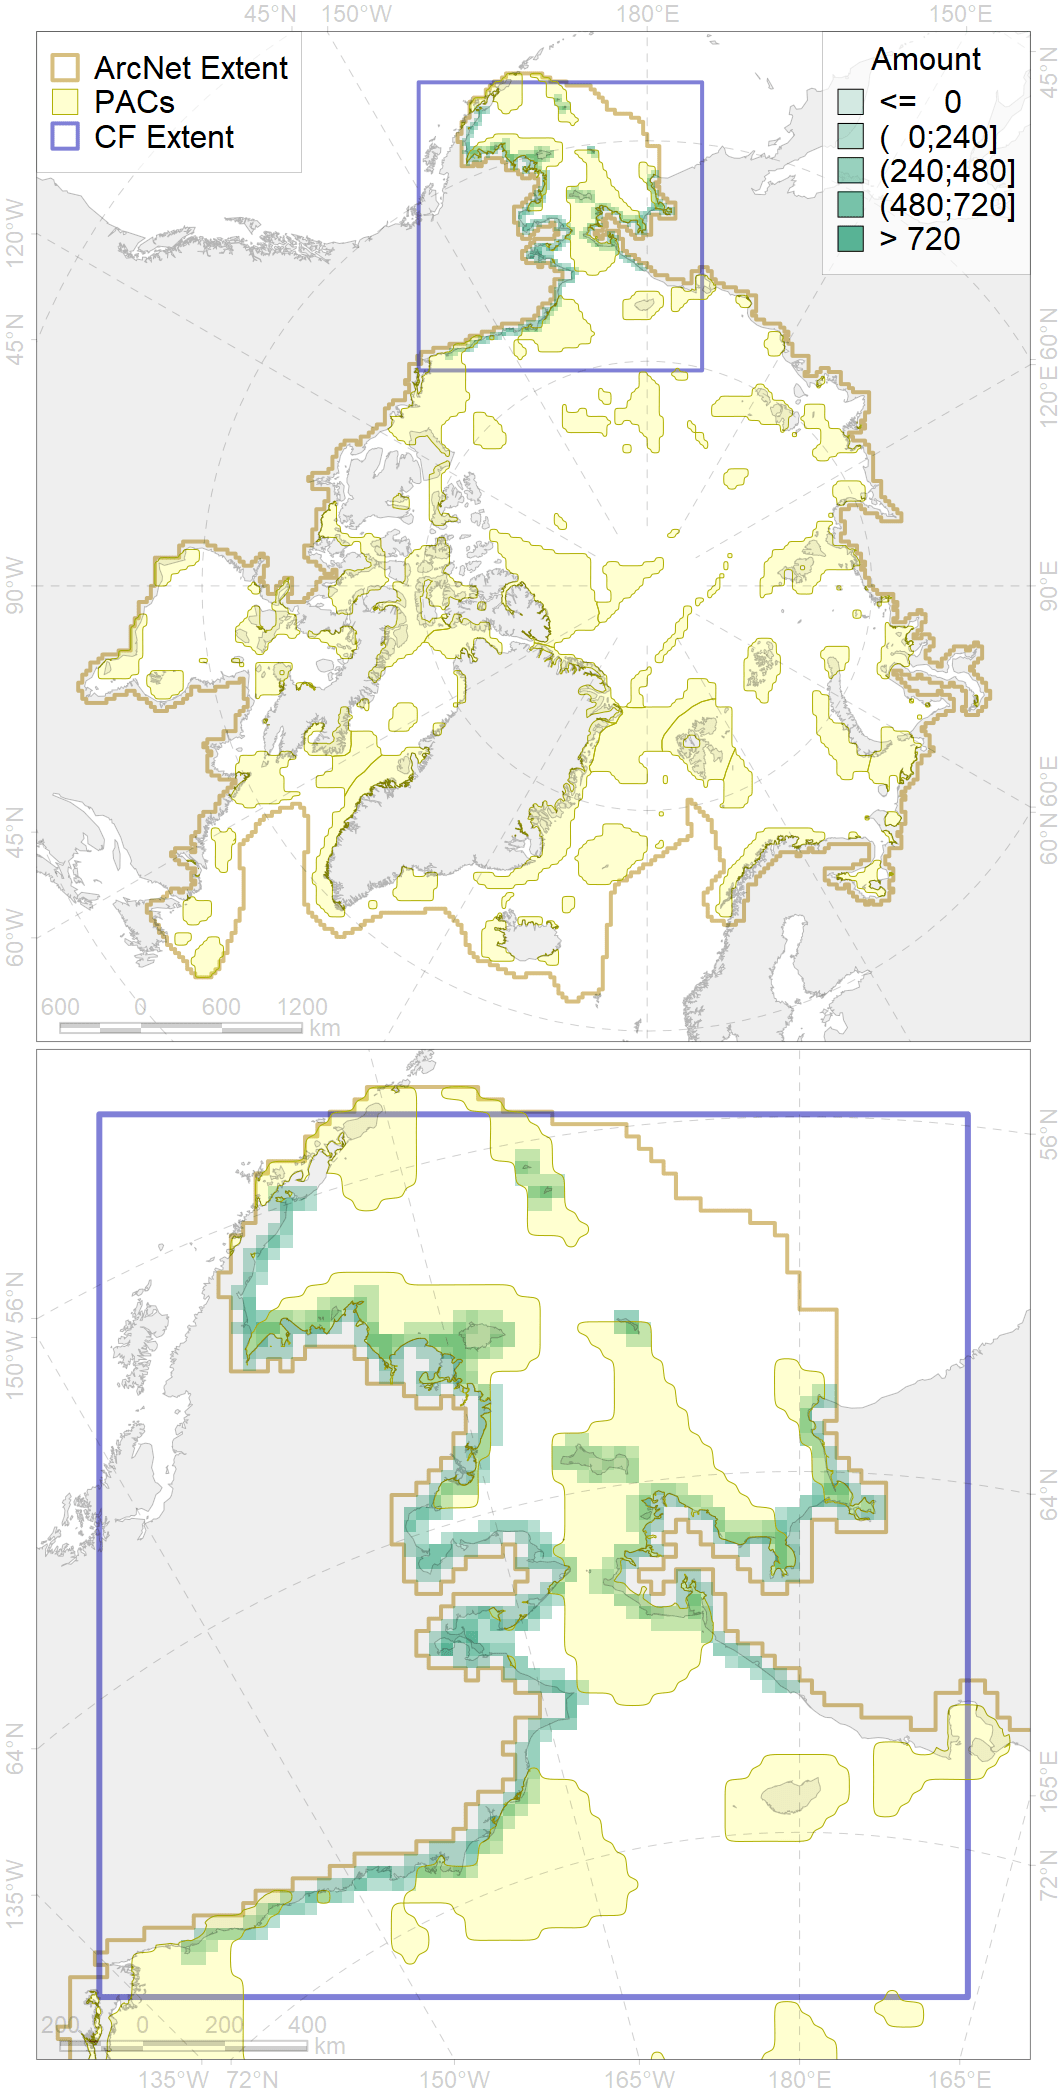 45°N 150°W 180°E 150°E
ArcNet Extent
PACs
CF Extent
Amount
<= 0
( 0;240]
(240;480]
(480;720]
> 720
120°W
45°N
90°W
45°N
60°W
45°N
60°N
120°E
90°E
60°E
60°N
600 0 600 1200
km
56°N
150°W
64°N
135°W
56°N
64°N
165°E
72°N
200 0 200 400
km
135°W 72°N 150°W 165°W 180°E 165°E